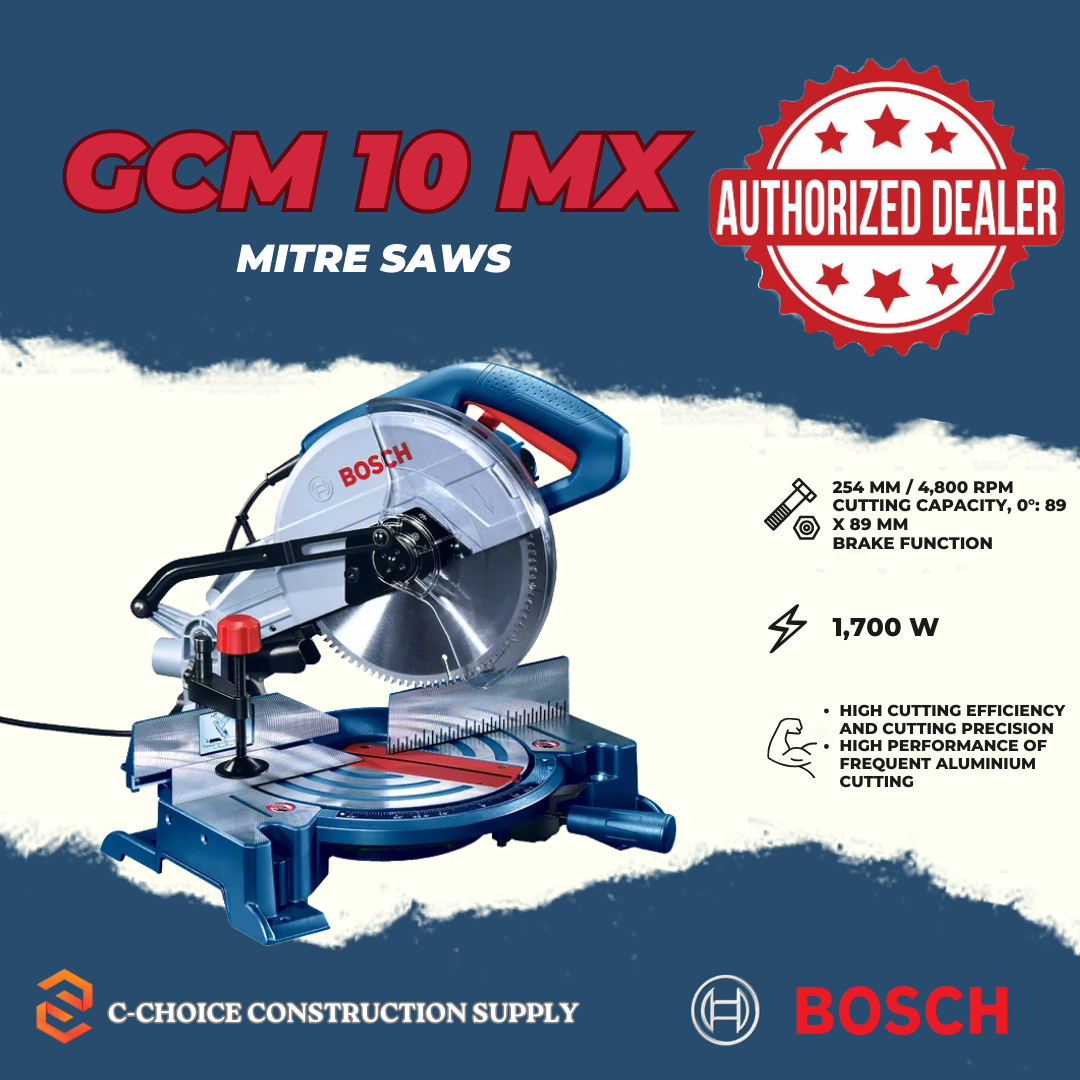 GCM 10 MX
MITRE SAWS
AUTHORIZED DEALER
BOSCH
254 MM / 4,800 RPM
CUTTING CAPACITY, 0°: 89
X 89 MM
BRAKE FUNCTION
1,700 W
• HIGH CUTTING EFFICIENCY
AND CUTTING PRECISION
• HIGH PERFORMANCE OF
FREQUENT ALUMINIUM
CUTTING
C-CHOICE CONSTRUCTION SUPPLY
BOSCH